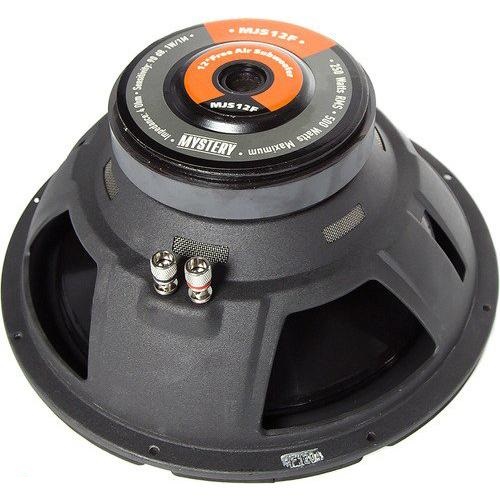 MJS12F •
12" Free Air Subwoofer
MJS12F
Impedance: 4 Ohm • Sensitivity: 90 dB, 1W/1M •
250 Watts RMS • 500 Watts Maximum
MYSTERY